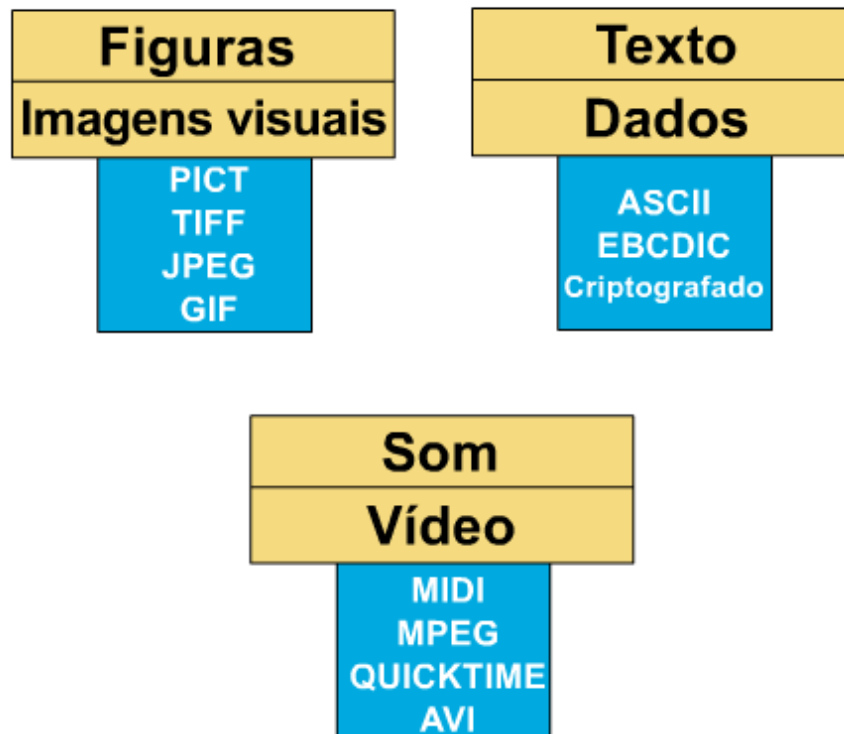 Figuras
Imagens visuais
PICT
TIFF
JPEG
GIF
Texto
Dados
ASCII
EBCDIC
Criptografado
Som
Vídeo
MIDI
MPEG
QUICKTIME
AVI